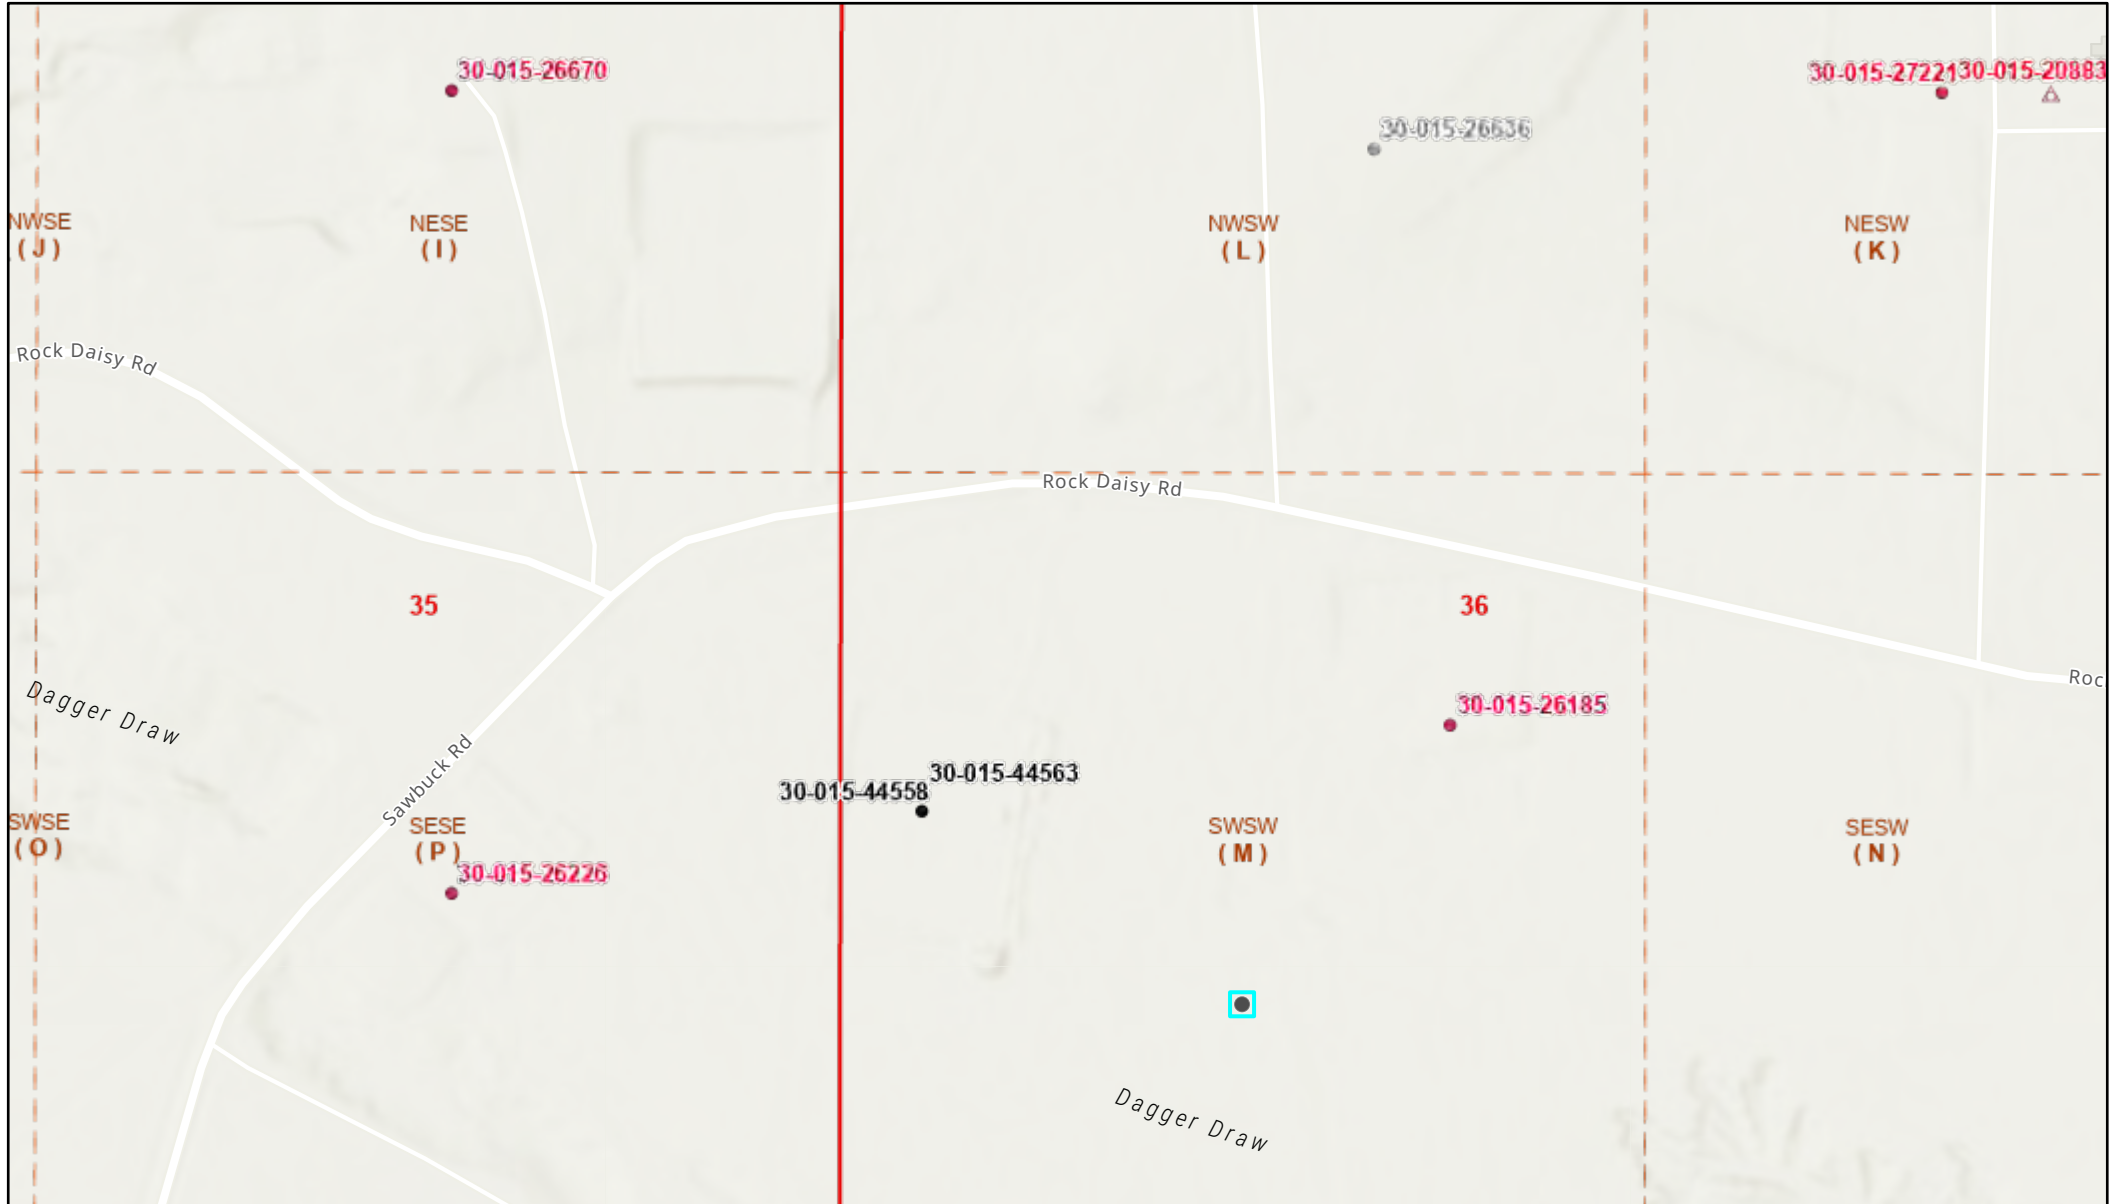 30-015-26670
30-015-27221
30-015-20883
30-015-26636
NWSE
(J)
NESE
(I)
NWSW
(L)
NESW
(K)
Rock Daisy Rd
Rock Daisy Rd
35
36
Roc
Dagger Draw
30-015-26185
Sawbuck Rd
30-015-44563
30-015-44558
SWSE
(O)
SESE
(P)
SWSW
(M)
SESW
(N)
30-015-26226
Dagger Draw